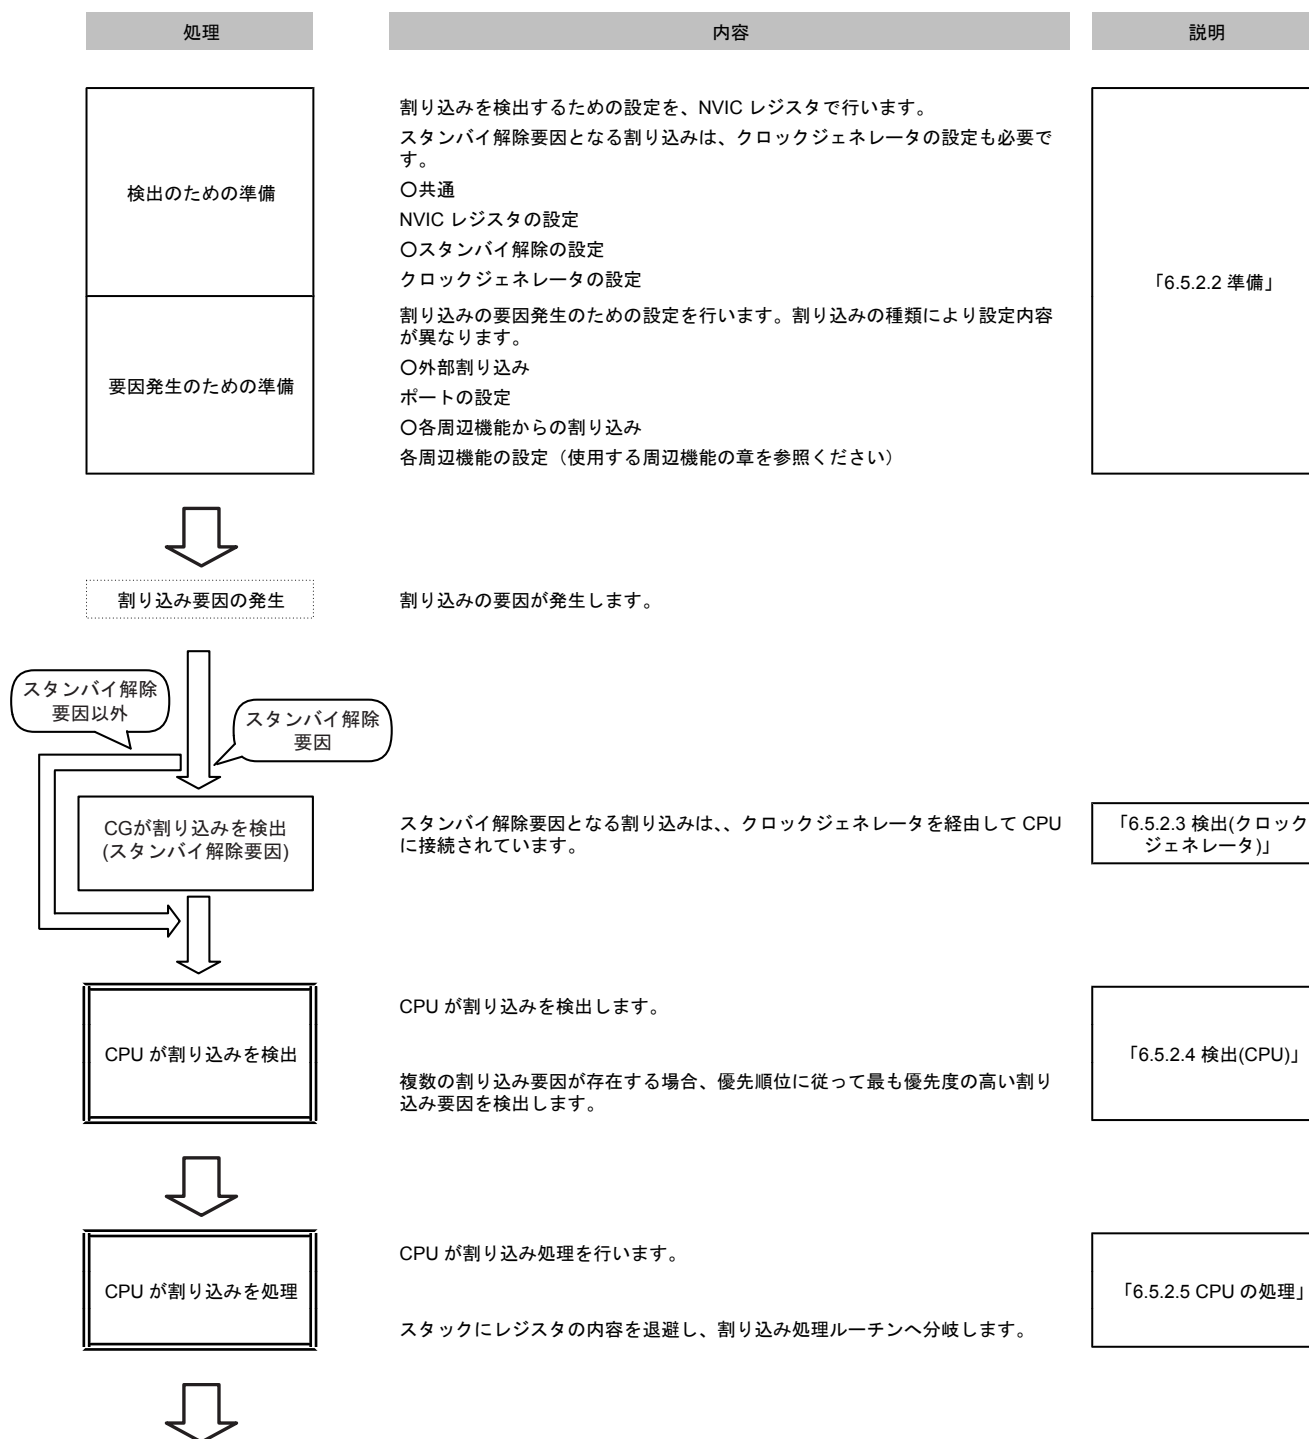 処理
内容
説明
検出のための準備
割り込みを検出するための設定を、NVIC レジスタで行います。
スタンバイ解除要因となる割り込みは、クロックジェネレータの設定も必要で
す。
〇共通
NVIC レジスタの設定
〇スタンバイ解除の設定
クロックジェネレータの設定
「6.5.2.2 準備」
要因発生のための準備
割り込みの要因発生のための設定を行います。割り込みの種類により設定内容
が異なります。
〇外部割り込み
ポートの設定
〇各周辺機能からの割り込み
各周辺機能の設定（使用する周辺機能の章を参照ください）
割り込み要因の発生
割り込みの要因が発生します。
スタンバイ解除
要因以外
スタンバイ解除
要因
CGが割り込みを検出
(スタンバイ解除要因)
スタンバイ解除要因となる割り込みは、、クロックジェネレータを経由して CPU
に接続されています。
「6.5.2.3 検出(クロック
ジェネレータ)」
CPU が割り込みを検出
CPU が割り込みを検出します。
複数の割り込み要因が存在する場合、優先順位に従って最も優先度の高い割り
込み要因を検出します。
「6.5.2.4 検出(CPU)」
CPU が割り込みを処理
CPU が割り込み処理を行います。
スタックにレジスタの内容を退避し、割り込み処理ルーチンへ分岐します。
「6.5.2.5 CPU の処理」